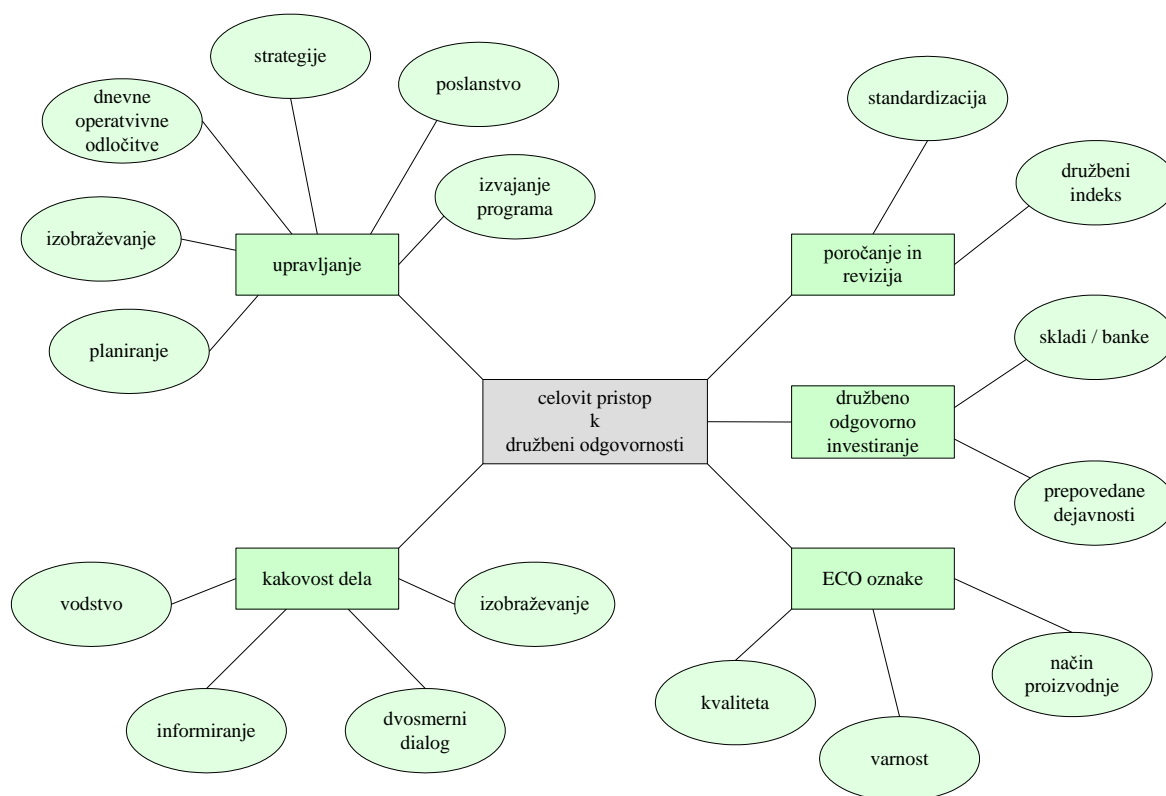 strategije
poslanstvo
dnevne
operatvivne
odločitve
izvajanje
programa
izobraževanje
upravljanje
planiranje
standardizacija
družbeni
indeks
poročanje in
revizija
skladi / banke
celovit pristop
k
družbeni odgovornosti
družbeno
odgovorno
investiranje
prepovedane
dejavnosti
kakovost dela
vodstvo
izobraževanje
informiranje
dvosmerni
dialog
ECO oznake
kvaliteta
varnost
način
proizvodnje